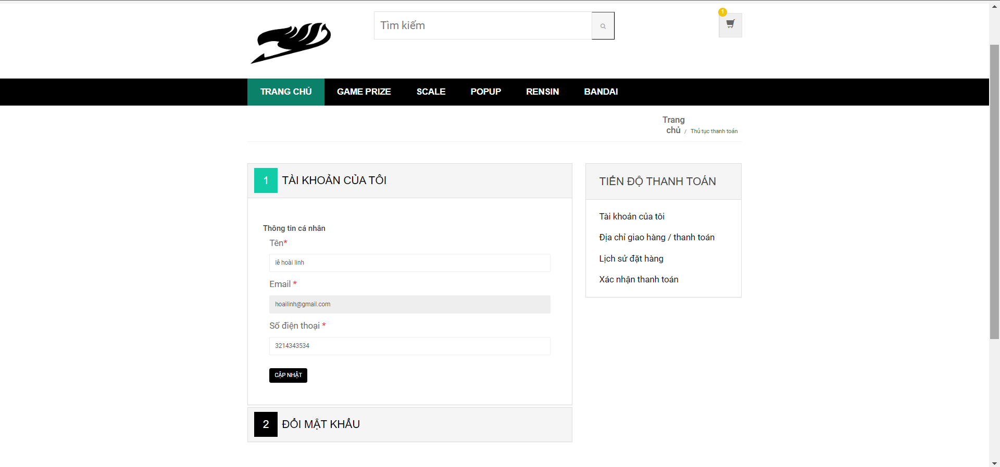 Tìm kiếm
1
TRANG CHỦ
GAME PRIZE
SCALE
POPUP
RENSIN
BANDAI
Trang
chủ / Thủ tục thanh toán
1 TÀI KHOẢN CỦA TÔI
Thông tin cá nhân
Tên*
lê hoài linh
Email *
hoailinh@gmail.com
Số điện thoại *
3214343534
CẬP NHẬT
2 ĐỔI MẬT KHẨU
TIẾN ĐỘ THANH TOÁN
Tài khoản của tôi
Địa chỉ giao hàng / thanh toán
Lịch sử đặt hàng
Xác nhận thanh toán